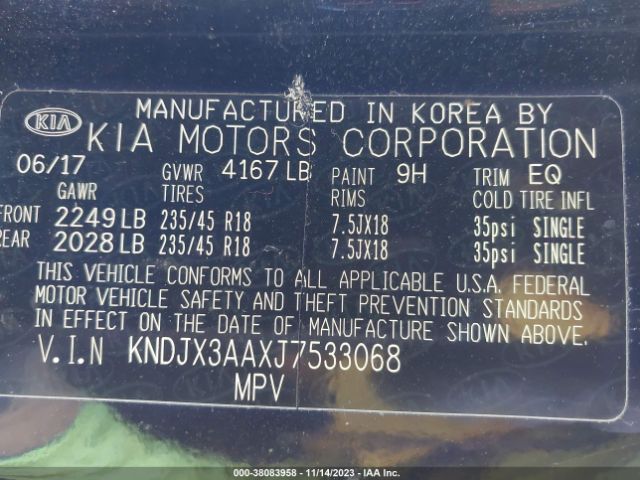 MANUFACTURED IN KOREA BY
KIA KIA MOTORS CORPORATION
06/17 GVWR 4167 LB PAINT 9H TRIM EQ
GAWR TIRES RIMS COLD TIRE INFL
FRONT 2249 LB 235/45 R18 7.5JX18 35psi SINGLE
REAR 2028 LB 235/45 R18 7.5JX18 35psi SINGLE
THIS VEHICLE CONFORMS TO ALL APPLICABLE U.S.A. FEDERAL
MOTOR VEHICLE SAFETY AND THEFT PREVENTION STANDARDS
IN EFFECT ON THE DATE OF MANUFACTURE SHOWN ABOVE.
V.I.N KNDJX3AAXJ7533068
MPV
000-38083958 - 11/14/2023 - IAA Inc.